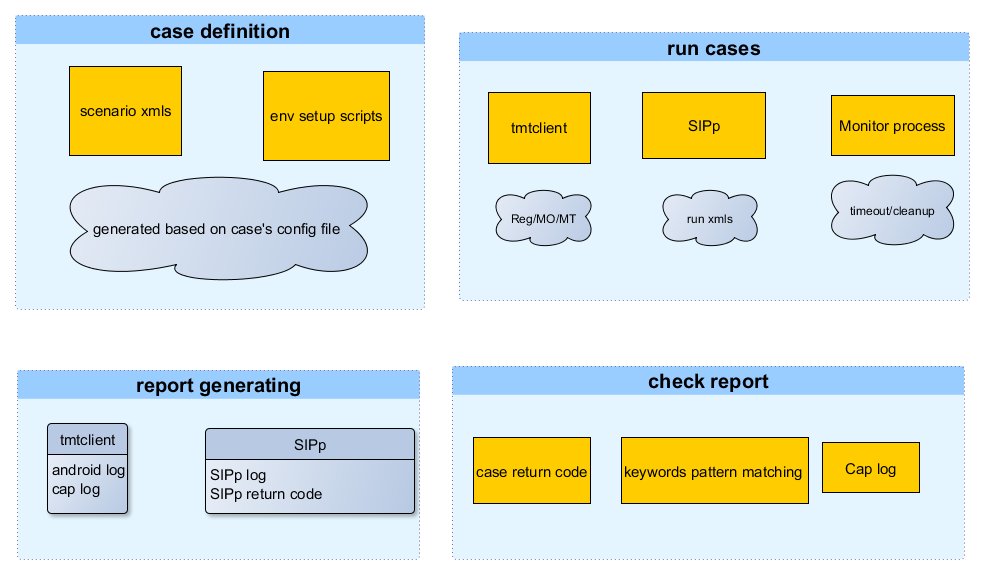 case definition
scenario xmls
env setup scripts
generated based on case's config file
run cases
tmtclient
SIPp
Monitor process
Reg/MO/MT
run xmls
timeout/cleanup
report generating
tmtclient
android log
cap log
SIPp
SIPp log
SIPp return code
check report
case return code
keywords pattern matching
Cap log